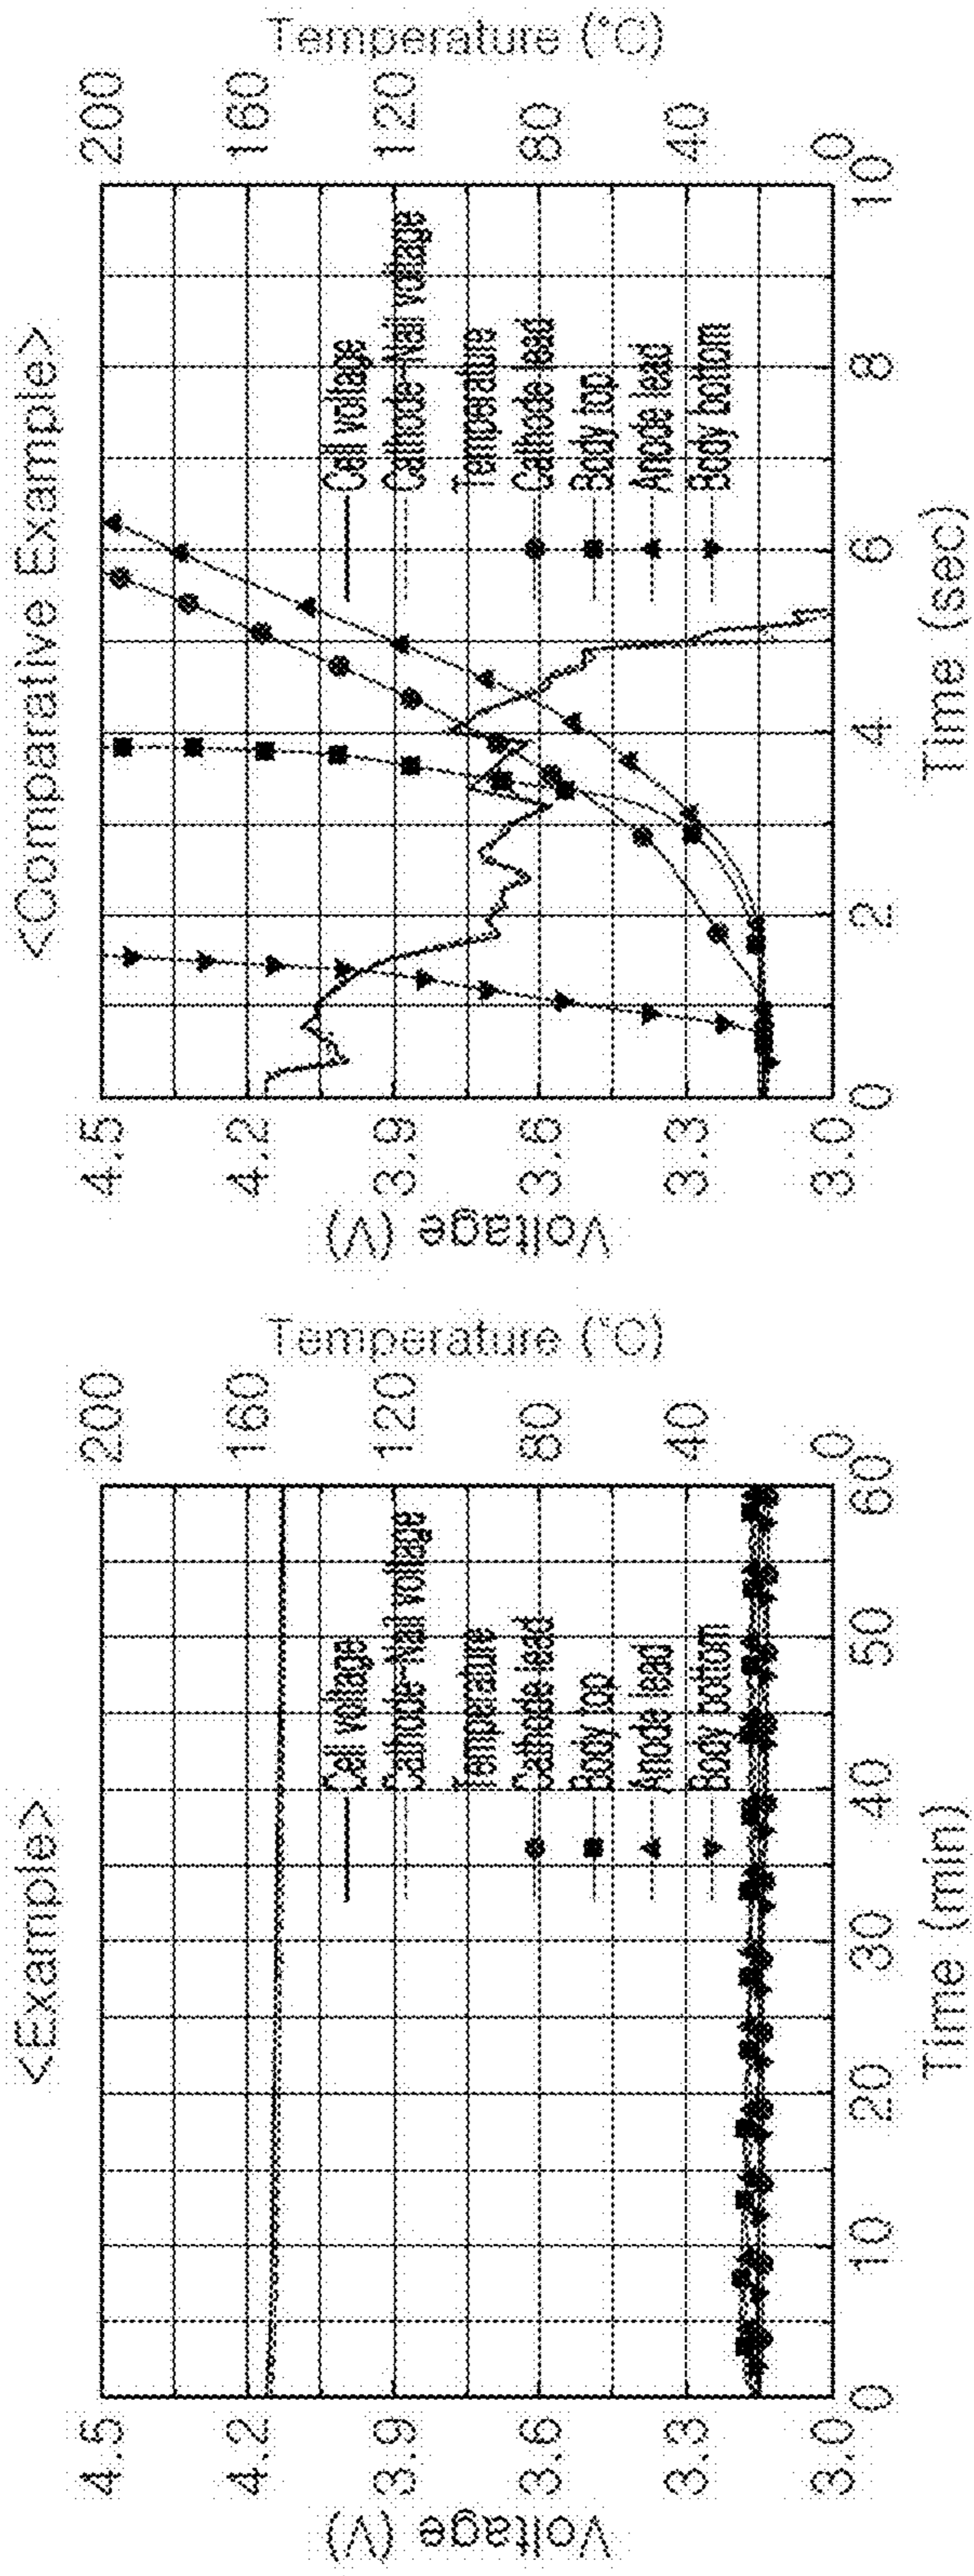 <Example>
Voltage (V)
4.5
4.2
3.9
3.6
3.3
3.0
Temperature (°C)
200
160
120
80
40
0
Cell voltage
Cathode-Nail voltage
Temperature
Cathode lead
Body top
Anode lead
Body bottom
0 10 20 30 40 50 60
Time (min)
<Comparative Example>
Voltage (V)
4.5
4.2
3.9
3.6
3.3
3.0
Temperature (°C)
200
160
120
80
40
0
Cell voltage
Cathode-Nail voltage
Temperature
Cathode lead
Body top
Anode lead
Body bottom
0 2 4 6 8 10
Time (sec)